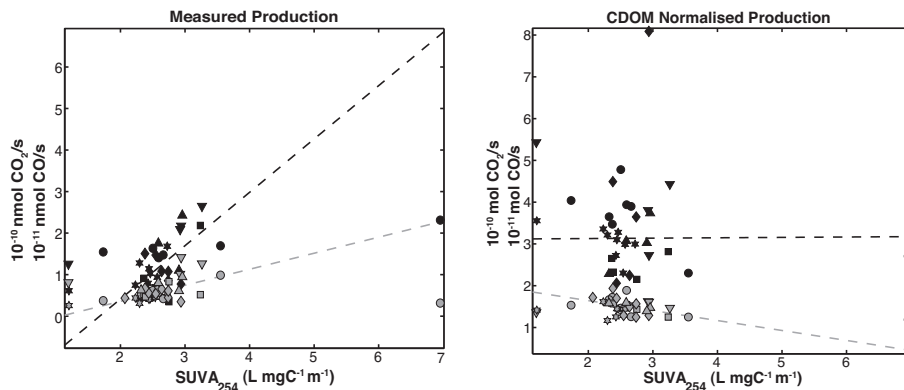 Measured Production
10⁻¹⁰ nmol CO₂/s
10⁻¹¹ nmol CO/s
6
5
4
3
2
1
0
2 3 4 5 6 7
SUVA₂₅₄ (L mgC⁻¹ m⁻¹)
CDOM Normalised Production
10⁻¹⁰ mol CO₂/s
10⁻¹¹ mol CO/s
8
7
6
5
4
3
2
1
2 3 4 5 6
SUVA₂₅₄ (L mgC⁻¹ m⁻¹)